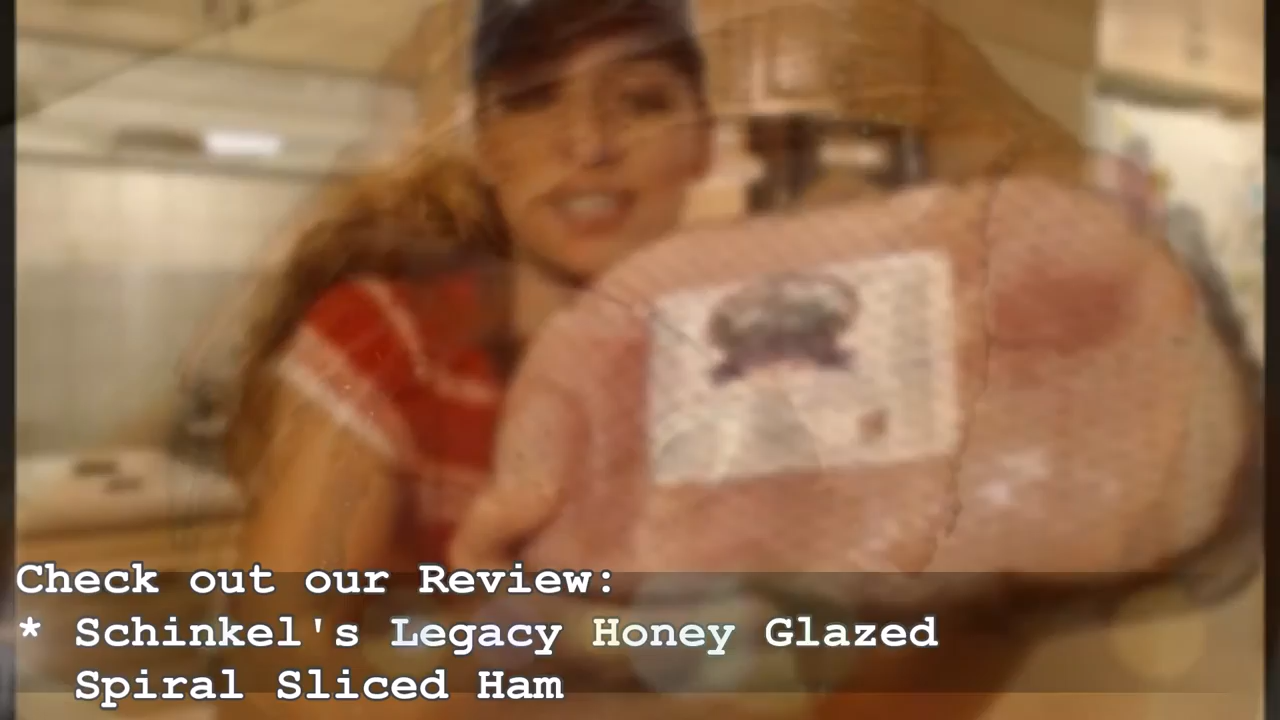 Check out our Review:
* Schinkel's Legacy Honey Glazed
Spiral Sliced Ham